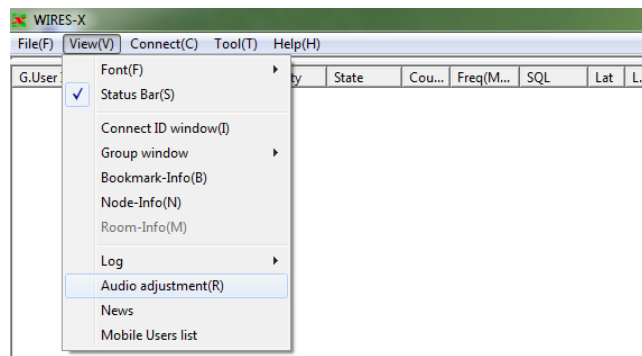 WIRES-X
File(F) View(V) Connect(C) Tool(T) Help(H)
G.User ty State Cou... Freq(M... SQL Lat L...
Font(F)
Status Bar(S)
Connect ID window(I)
Group window
Bookmark-Info(B)
Node-Info(N)
Room-Info(M)
Log
Audio adjustment(R)
News
Mobile Users list